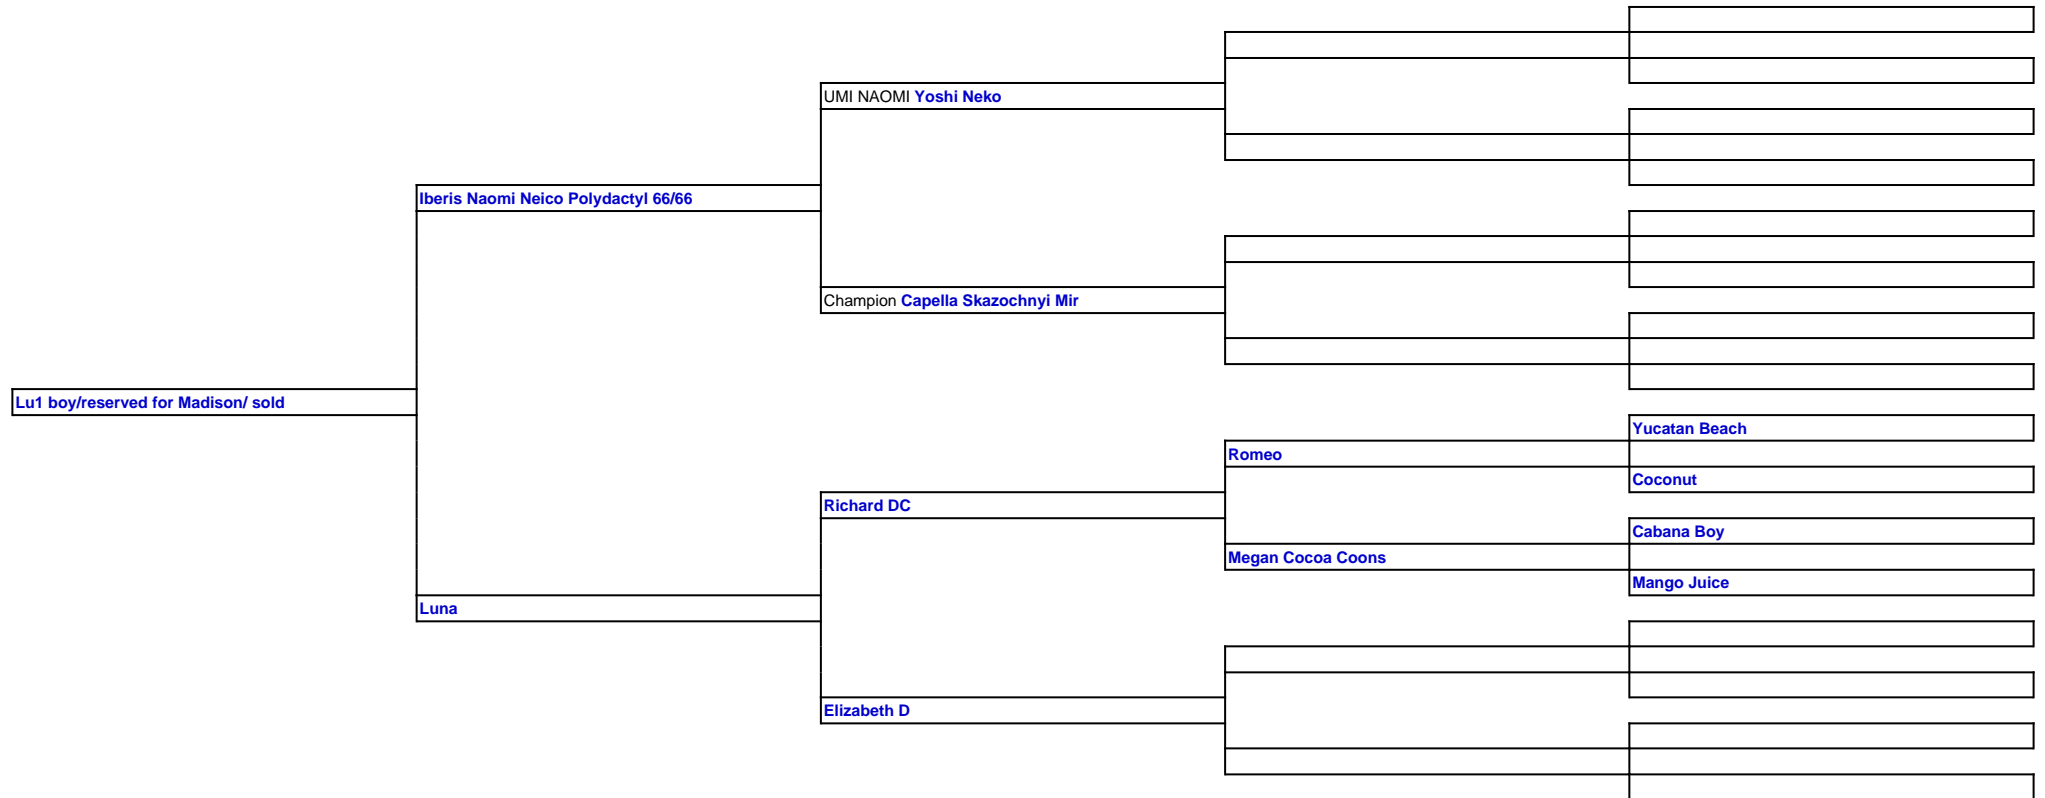 UMI NAOMI Yoshi Neko
Iberis Naomi Neico Polydactyl 66/66
Champion Capella Skazochnyi Mir
Lu1 boy/reserved for Madison/ sold
Yucatan Beach
Romeo
Coconut
Richard DC
Cabana Boy
Megan Cocoa Coons
Mango Juice
Luna
Elizabeth D